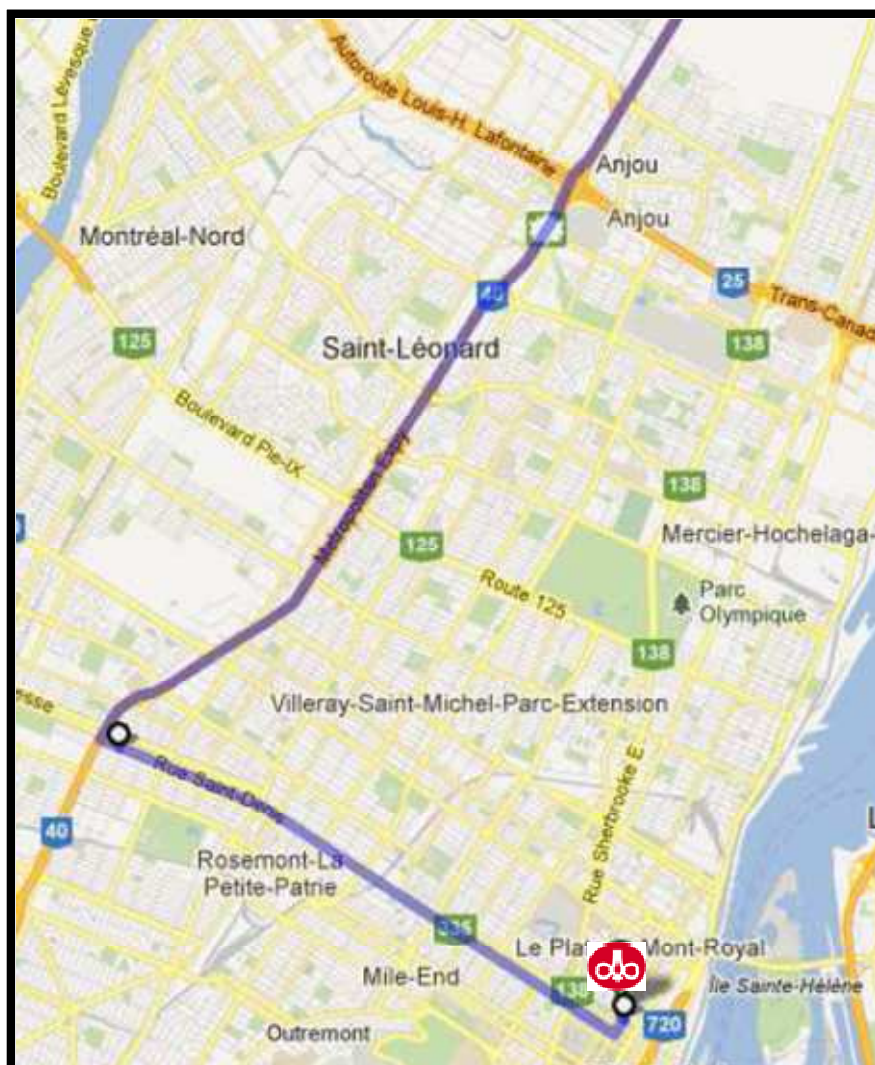 Boulevard Lévesque
Autoroute Louis-H. Lafontaine
Anjou
Anjou
Montréal-Nord
40
25
Trans-Canad
125
138
Saint-Léonard
Boulevard Pie-IX
Metropolitan Expy
138
Mercier-Hochelaga-
125
Route 125
Parc
Olympique
138
Villeray-Saint-Michel-Parc-Extension
esse
Rue Saint-Denis
Rue Sherbrooke E
40
L
Rosemont-La
Petite-Patrie
335
Le Plat
Mont-Royal
Mile-End
138
Île Sainte-Hélène
720
Outremont